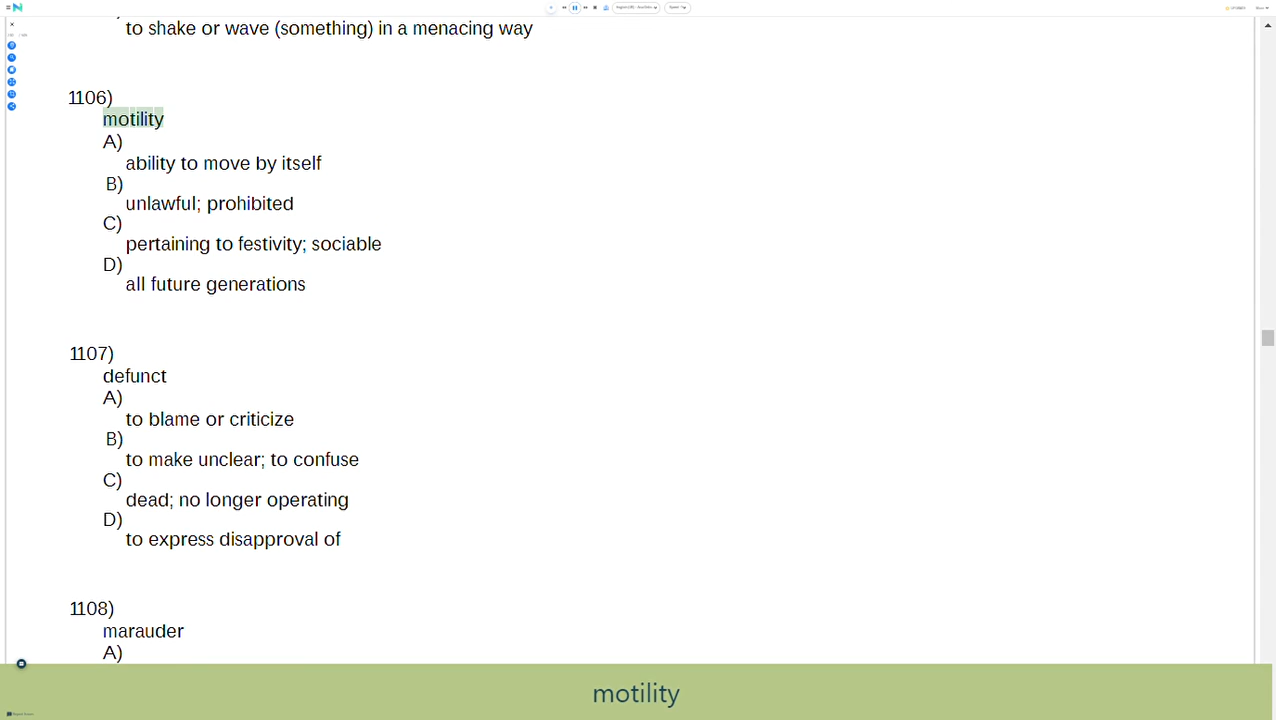 to shake or wave (something) in a menacing way
1106)
motility
A)
ability to move by itself
B)
unlawful; prohibited
C)
pertaining to festivity; sociable
D)
all future generations
1107)
defunct
A)
to blame or criticize
B)
to make unclear; to confuse
C)
dead; no longer operating
D)
to express disapproval of
1108)
marauder
A)
motility